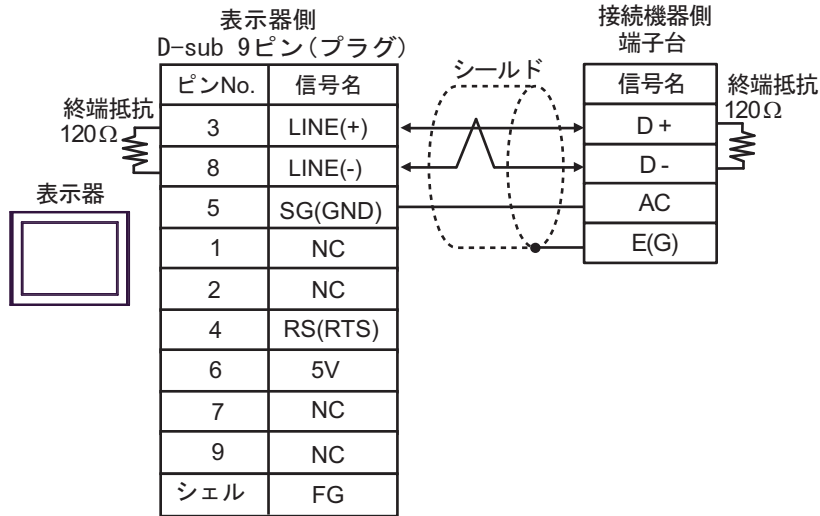 表示器側
D-sub 9ピン(プラグ)
接続機器側
端子台
シールド
ピンNo. 信号名
信号名
終端抵抗
120Ω
終端抵抗
120Ω
3 LINE(+)
D+
8 LINE(-)
D-
表示器
5 SG(GND)
AC
1 NC
E(G)
2 NC
4 RS(RTS)
6 5V
7 NC
9 NC
シェル FG